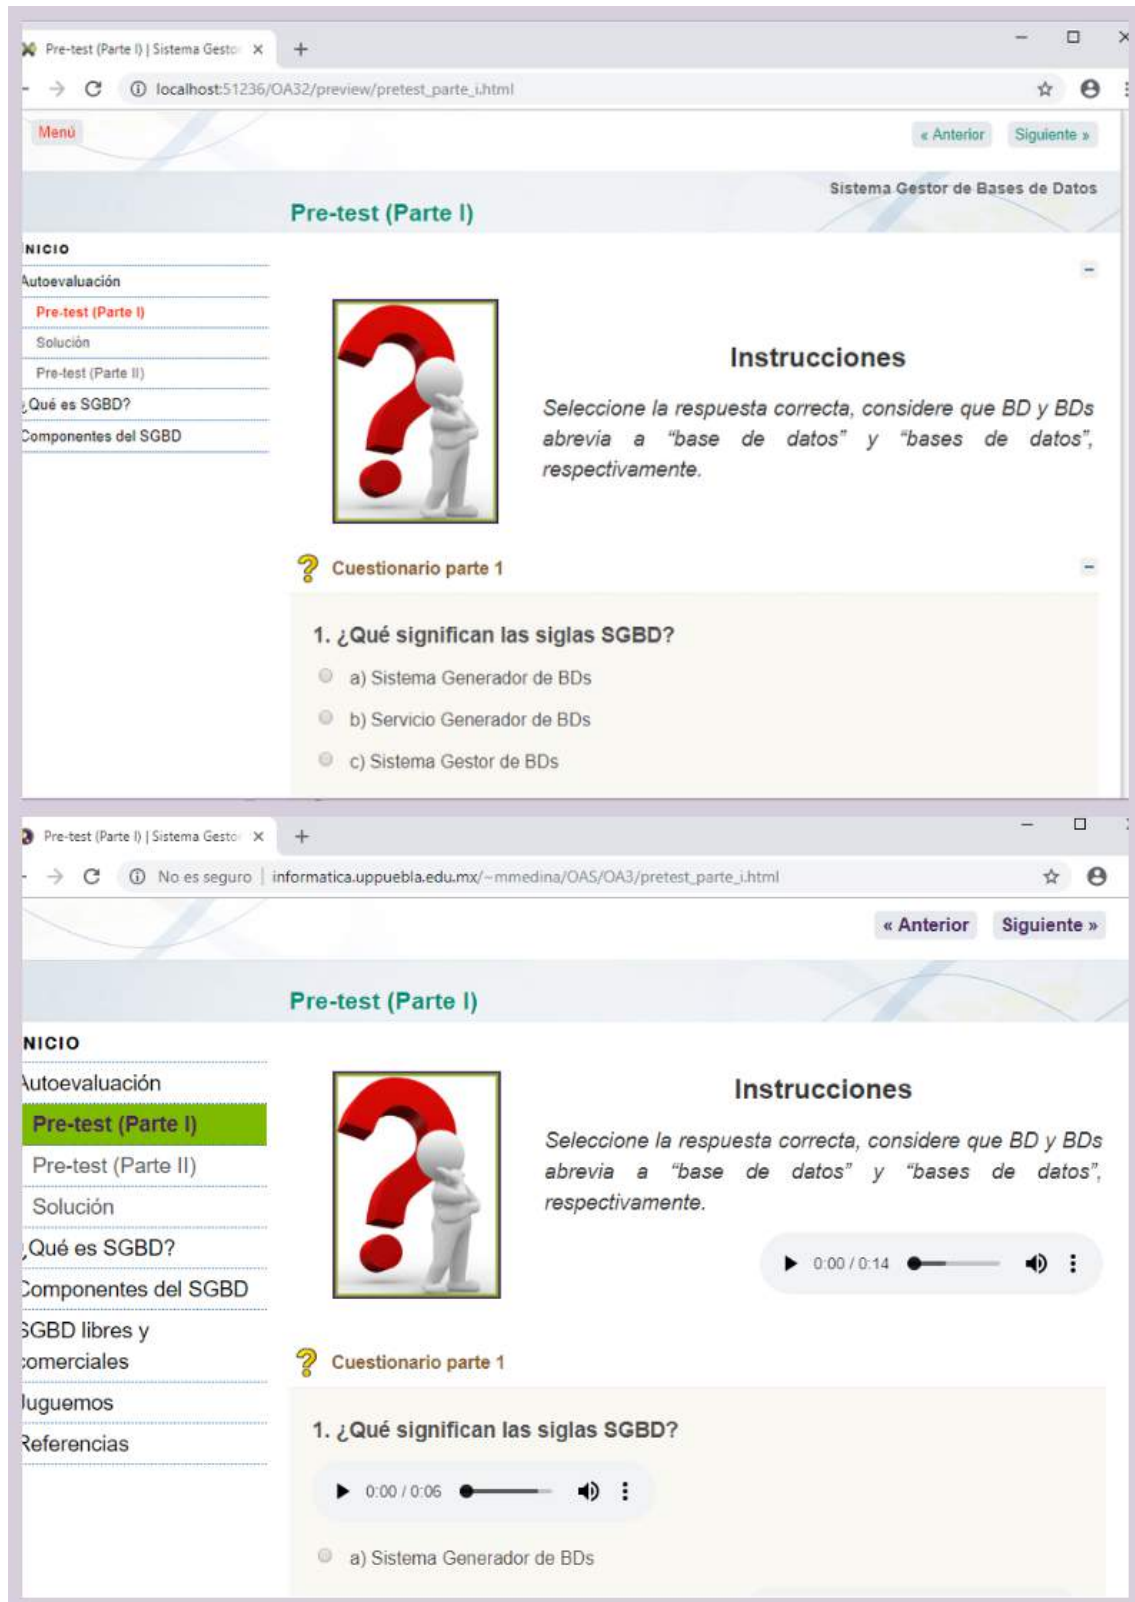 Pre-test (Parte I) | Sistema Gestor
localhost:51236/OA32/preview/pretest_parte_i.html
Menú
« Anterior Siguiente »
Sistema Gestor de Bases de Datos
Pre-test (Parte I)
INICIO
Autoevaluación
Pre-test (Parte I)
Solución
Pre-test (Parte II)
¿Qué es SGBD?
Componentes del SGBD
Instrucciones
Seleccione la respuesta correcta, considere que BD y BDs
abrevia a “base de datos” y “bases de datos”,
respectivamente.
Cuestionario parte 1
1. ¿Qué significan las siglas SGBD?
a) Sistema Generador de BDs
b) Servicio Generador de BDs
c) Sistema Gestor de BDs
Pre-test (Parte I) | Sistema Gestor
No es seguro | informatica.uppuebla.edu.mx/~mmedina/OAS/OA3/pretest_parte_i.html
« Anterior Siguiente »
Pre-test (Parte I)
INICIO
Autoevaluación
Pre-test (Parte I)
Pre-test (Parte II)
Solución
¿Qué es SGBD?
Componentes del SGBD
SGBD libres y
comerciales
Juguemos
Referencias
Instrucciones
Seleccione la respuesta correcta, considere que BD y BDs
abrevia a “base de datos” y “bases de datos”,
respectivamente.
0:00 / 0:14
Cuestionario parte 1
1. ¿Qué significan las siglas SGBD?
0:00 / 0:06
a) Sistema Generador de BDs